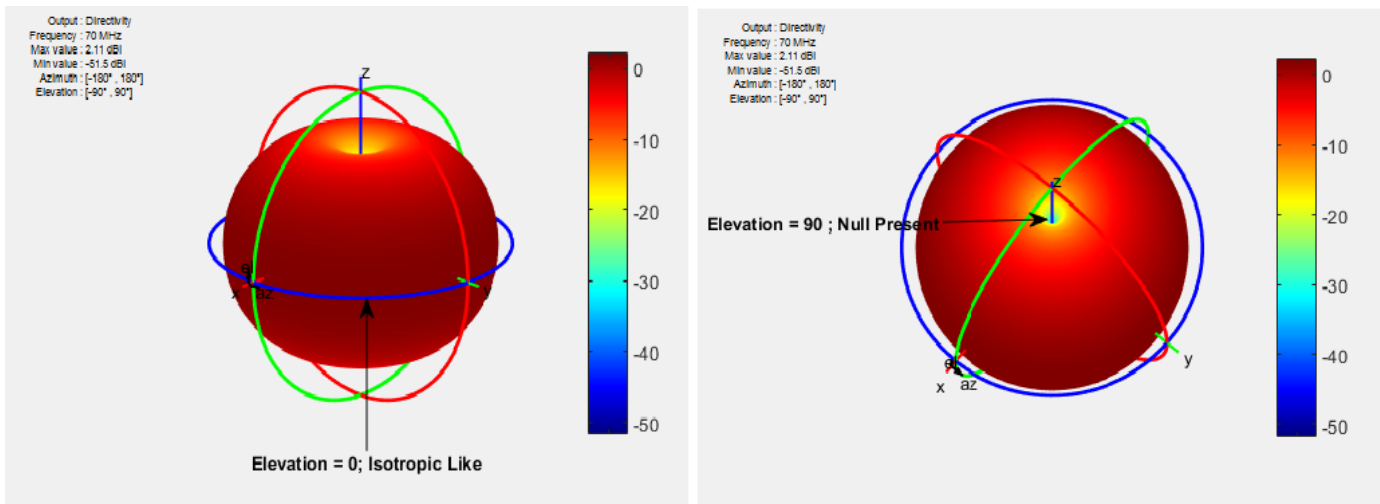 Output : Directivity
Frequency : 70 MHz
Max value : 2.11 dBi
Min value : -51.5 dBi
Azimuth : [-180° , 180°]
Elevation : [-90° , 90°]
z
el
x
az
y
0
-10
-20
-30
-40
-50
Elevation = 0; Isotropic Like
Output : Directivity
Frequency : 70 MHz
Max value : 2.11 dBi
Min value : -51.5 dBi
Azimuth : [-180° , 180°]
Elevation : [-90° , 90°]
z
Elevation = 90 ; Null Present
el
x
az
y
0
-10
-20
-30
-40
-50